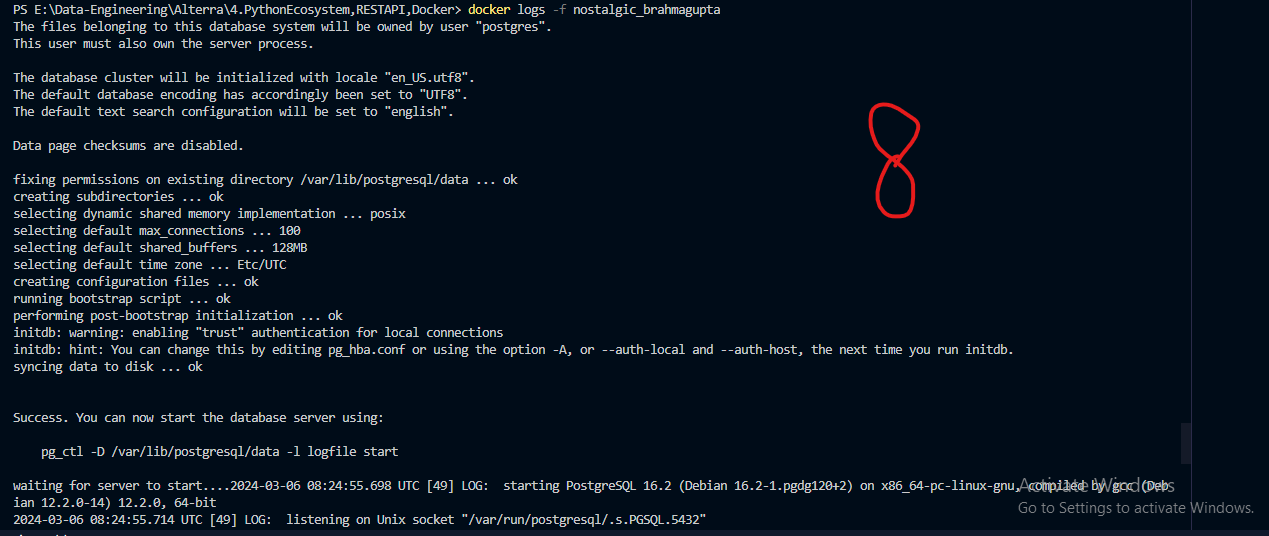 PS E:\Data-Engineering\Alterra\4.PythonEcosystem,RESTAPI,Docker> docker logs -f nostalgic_brahmagupta
The files belonging to this database system will be owned by user "postgres".
This user must also own the server process.
The database cluster will be initialized with locale "en_US.utf8".
The default database encoding has accordingly been set to "UTF8".
The default text search configuration will be set to "english".
8
Data page checksums are disabled.
fixing permissions on existing directory /var/lib/postgresql/data ... ok
creating subdirectories ... ok
selecting dynamic shared memory implementation ... posix
selecting default max_connections ... 100
selecting default shared_buffers ... 128MB
selecting default time zone ... Etc/UTC
creating configuration files ... ok
running bootstrap script ... ok
performing post-bootstrap initialization ... ok
initdb: warning: enabling "trust" authentication for local connections
initdb: hint: You can change this by editing pg_hba.conf or using the option -A, or --auth-local and --auth-host, the next time you run initdb.
syncing data to disk ... ok
Success. You can now start the database server using:
pg_ctl -D /var/lib/postgresql/data -l logfile start
waiting for server to start....2024-03-06 08:24:55.698 UTC [49] LOG:  starting PostgreSQL 16.2 (Debian 16.2-1.pgdg120+2) on x86_64-pc-linux-gnu, compiled by gcc (Deb
ian 12.2.0-14) 12.2.0, 64-bit
2024-03-06 08:24:55.714 UTC [49] LOG:  listening on Unix socket "/var/run/postgresql/.s.PGSQL.5432"
Activate Windows
Go to Settings to activate Windows.